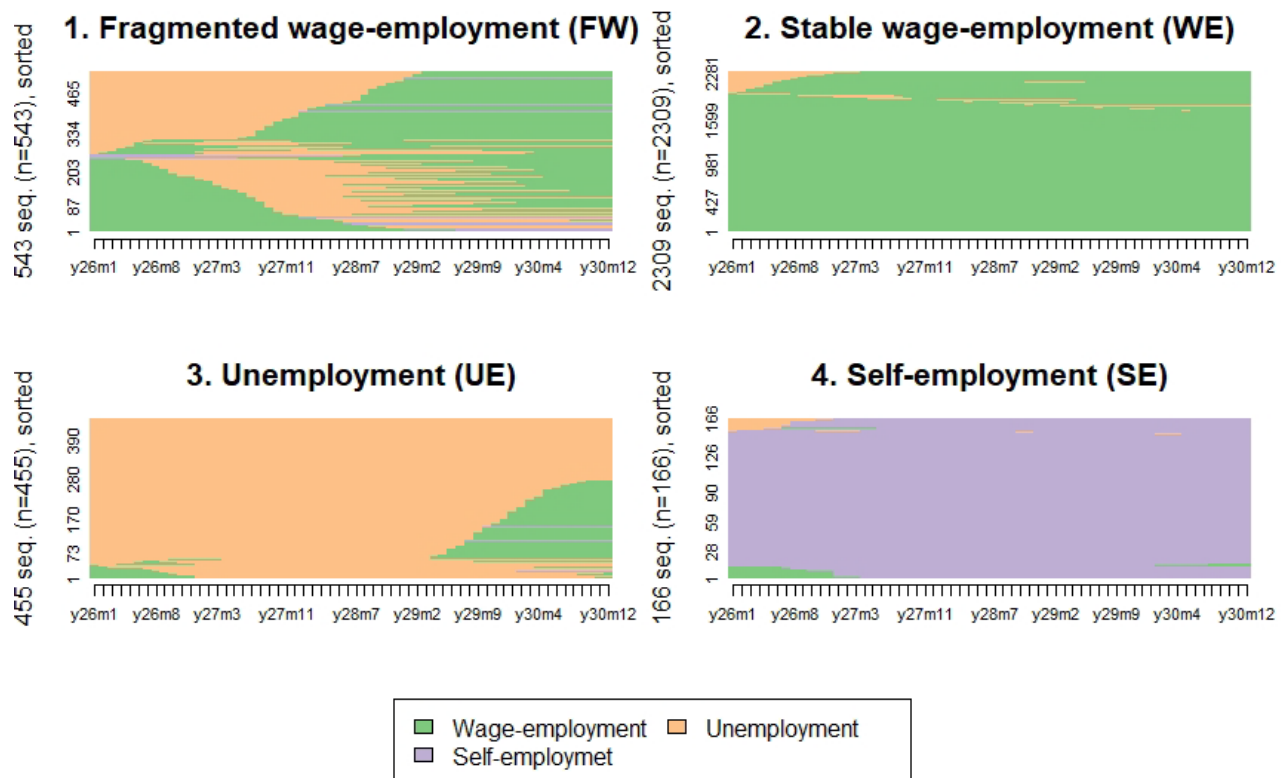 1. Fragmented wage-employment (FW)
543 seq. (n=543), sorted
465
334
203
87
1
y26m1 y26m8 y27m3 y27m11 y28m7 y29m2 y29m9 y30m4 y30m12
2. Stable wage-employment (WE)
2309 seq. (n=2309), sorted
2281
1599
981
427
1
y26m1 y26m8 y27m3 y27m11 y28m7 y29m2 y29m9 y30m4 y30m12
3. Unemployment (UE)
455 seq. (n=455), sorted
390
280
170
73
1
y26m1 y26m8 y27m3 y27m11 y28m7 y29m2 y29m9 y30m4 y30m12
4. Self-employment (SE)
166 seq. (n=166), sorted
166
126
90
59
28
1
y26m1 y26m8 y27m3 y27m11 y28m7 y29m2 y29m9 y30m4 y30m12
Wage-employment Unemployment
Self-employmet